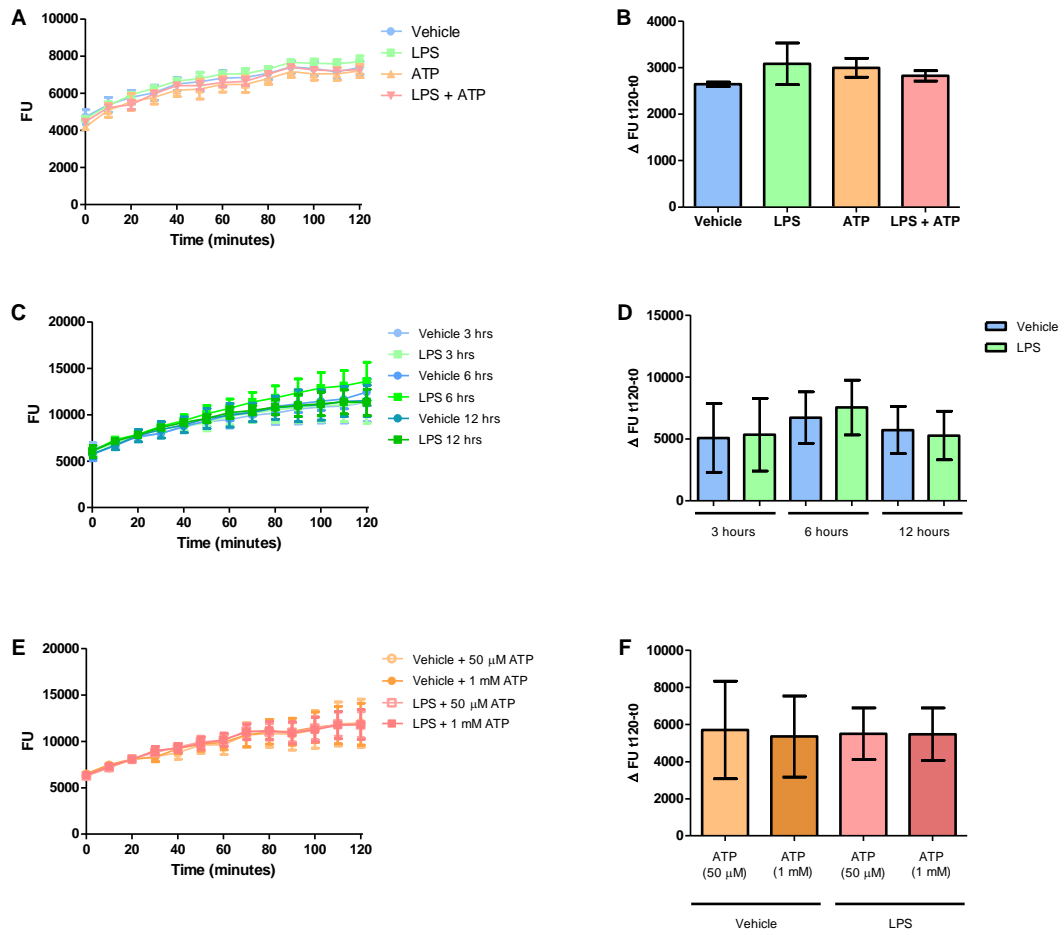 A
10000
8000
6000
4000
2000
0
FU
0 20 40 60 80 100 120
Time (minutes)
Vehicle
LPS
ATP
LPS + ATP
B
4000
3000
2000
1000
0
Δ FU t120-t0
Vehicle LPS ATP LPS + ATP
C
20000
15000
10000
5000
0
FU
0 20 40 60 80 100 120
Time (minutes)
Vehicle 3 hrs
LPS 3 hrs
Vehicle 6 hrs
LPS 6 hrs
Vehicle 12 hrs
LPS 12 hrs
D
15000
10000
5000
0
Δ FU t120-t0
3 hours 6 hours 12 hours
Vehicle
LPS
E
20000
15000
10000
5000
0
FU
0 20 40 60 80 100 120
Time (minutes)
Vehicle + 50 μM ATP
Vehicle + 1 mM ATP
LPS + 50 μM ATP
LPS + 1 mM ATP
F
10000
8000
6000
4000
2000
0
Δ FU t120-t0
ATP ATP ATP ATP
(50 μM) (1 mM) (50 μM) (1 mM)
Vehicle LPS